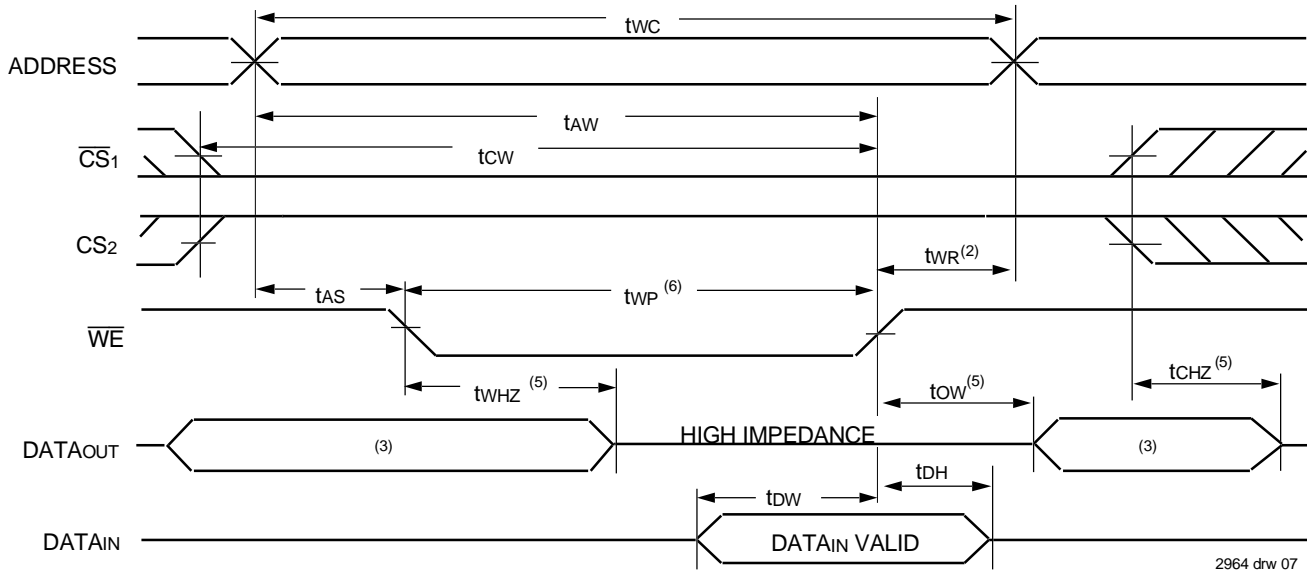 tWC
ADDRESS
tAW
CS1
tCW
CS2
tWR(2)
tAS
tWP (6)
WE
tWHZ (5)
tOW(5)
tCHZ(5)
DATAOUT
(3)
HIGH IMPEDANCE
(3)
tDW
tDH
DATAIN
DATAIN VALID
2964 drw 07